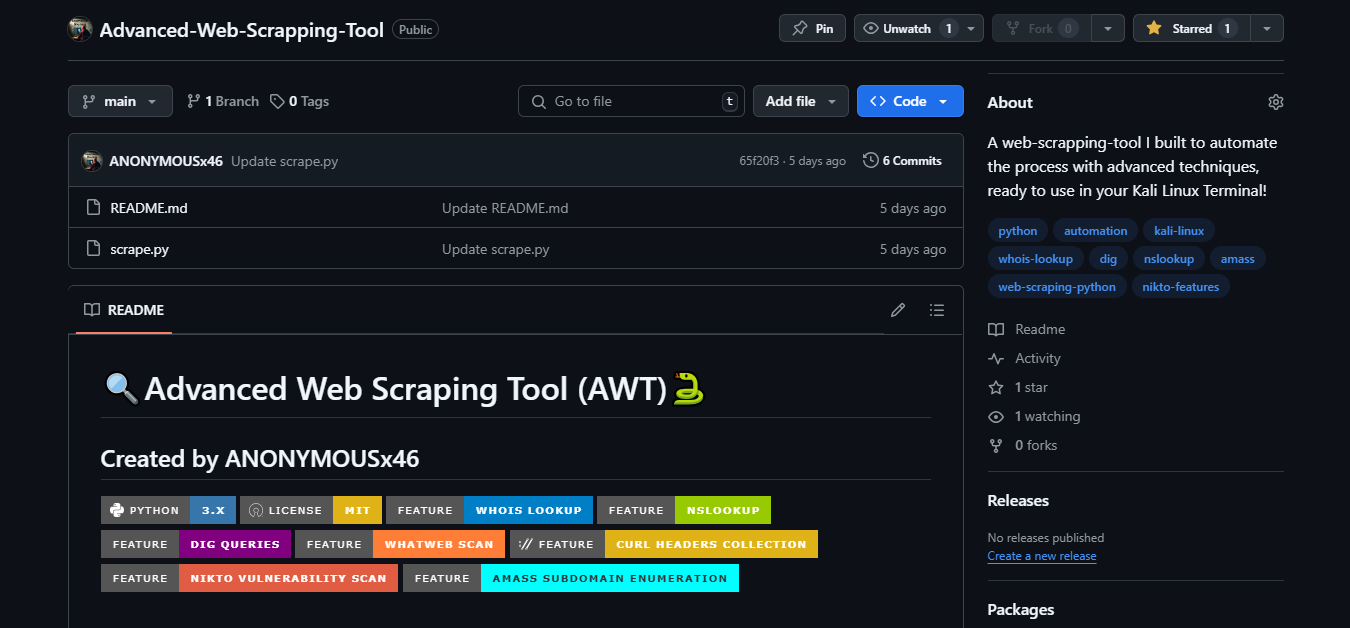 Advanced-Web-Scrapping-Tool Public Pin Unwatch 1 Fork 0 Starred 1
main 1 Branch 0 Tags Go to file t Add file Code
ANONYMOUSx46 Update scrape.py 65f20f3 · 5 days ago 6 Commits
README.md Update README.md 5 days ago
scrape.py Update scrape.py 5 days ago
README
Advanced Web Scraping Tool (AWT)
Created by ANONYMOUSx46
PYTHON 3.X LICENSE MIT FEATURE WHOIS LOOKUP FEATURE NSLOOKUP
FEATURE DIG QUERIES FEATURE WHATWEB SCAN FEATURE CURL HEADERS COLLECTION
FEATURE NIKTO VULNERABILITY SCAN FEATURE AMASS SUBDOMAIN ENUMERATION
About
A web-scrapping-tool I built to automate
the process with advanced techniques,
ready to use in your Kali Linux Terminal!
python automation kali-linux
whois-lookup dig nslookup amass
web-scraping-python nikto-features
Readme
Activity
1 star
1 watching
0 forks
Releases
No releases published
Create a new release
Packages